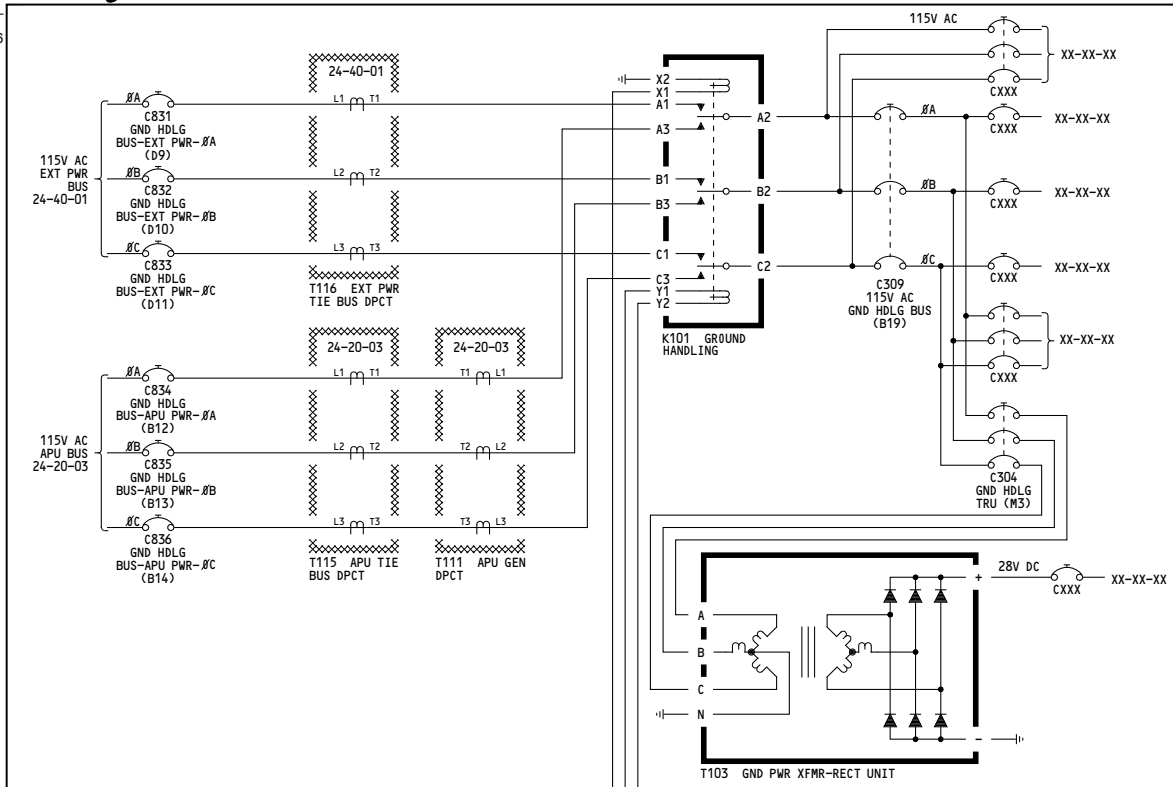 6
115V AC
XX-XX-XX
CXXX
24-40-01
ØA
L1 T1
C831
GND HDLG
BUS-EXT PWR-ØA
(D9)
115V AC
EXT PWR
BUS
24-40-01
ØB
L2 T2
C832
GND HDLG
BUS-EXT PWR-ØB
(D10)
ØC
L3 T3
C833
GND HDLG
BUS-EXT PWR-ØC
(D11)
T116 EXT PWR
TIE BUS DPCT
X2
X1
A1
A2
A3
B1
B2
B3
C1
C2
C3
Y1
Y2
K101 GROUND
HANDLING
ØA
CXXX
XX-XX-XX
ØB
CXXX
XX-XX-XX
ØC
CXXX
XX-XX-XX
C309
115V AC
GND HDLG BUS
(B19)
XX-XX-XX
CXXX
C304
GND HDLG
TRU (M3)
24-20-03
24-20-03
ØA
L1 T1
T1 L1
C834
GND HDLG
BUS-APU PWR-ØA
(B12)
115V AC
APU BUS
24-20-03
ØB
L2 T2
T2 L2
C835
GND HDLG
BUS-APU PWR-ØB
(B13)
ØC
L3 T3
T3 L3
C836
GND HDLG
BUS-APU PWR-ØC
(B14)
T115 APU TIE
BUS DPCT
T111 APU GEN
DPCT
A
B
C
N
+
28V DC
CXXX
XX-XX-XX
-
T103 GND PWR XFMR-RECT UNIT